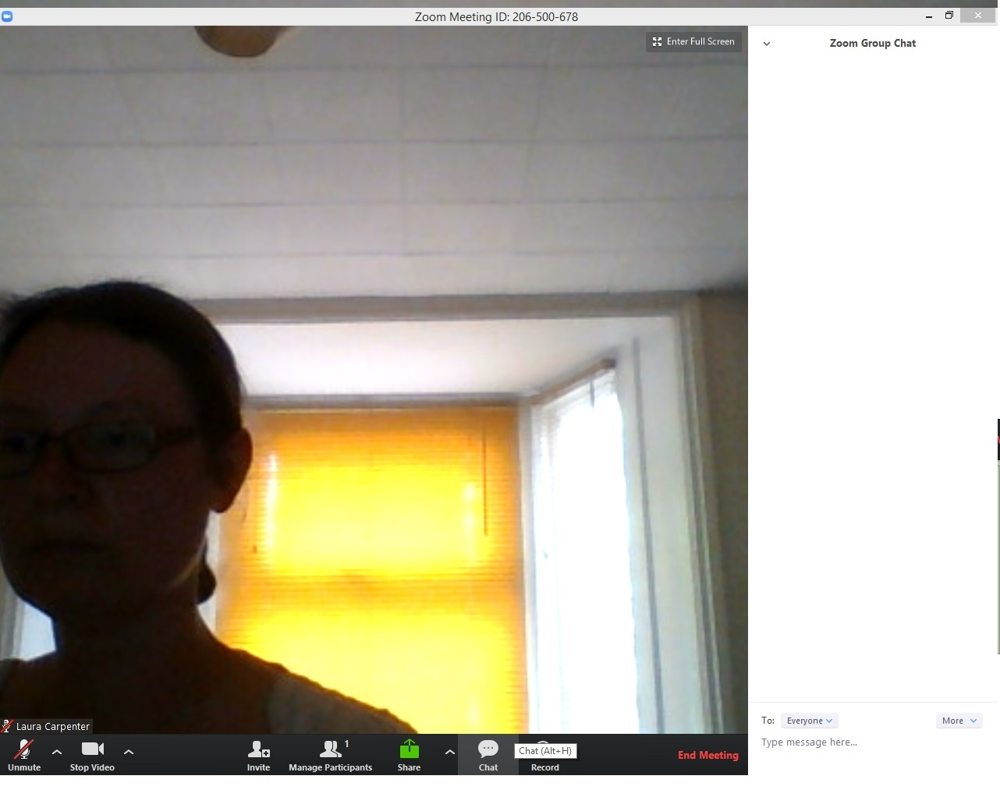 Zoom Meeting ID: 206-500-678
Enter Full Screen
Zoom Group Chat
Laura Carpenter
To: Everyone More
Type message here...
1
Unmute Stop Video Invite Manage Participants Share Chat Chat (Alt+H) Record End Meeting